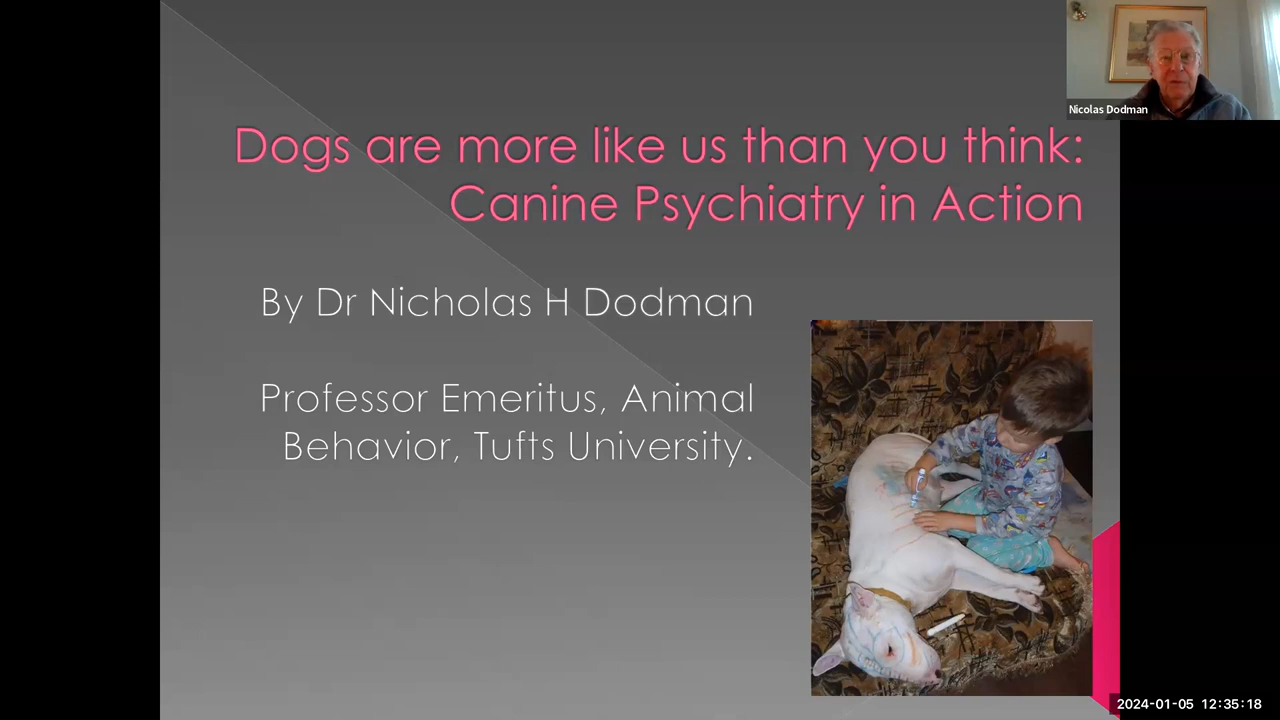 Nicolas Dodman
Dogs are more like us than you think:
Canine Psychiatry in Action
By Dr Nicholas H Dodman
Professor Emeritus, Animal
Behavior, Tufts University.
2024-01-05 12:35:18